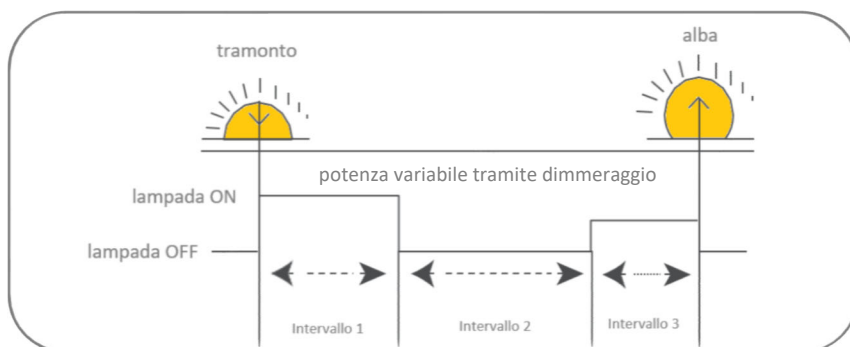 tramonto
alba
potenza variabile tramite dimmeraggio
lampada ON
lampada OFF
Intervallo 1
Intervallo 2
Intervallo 3